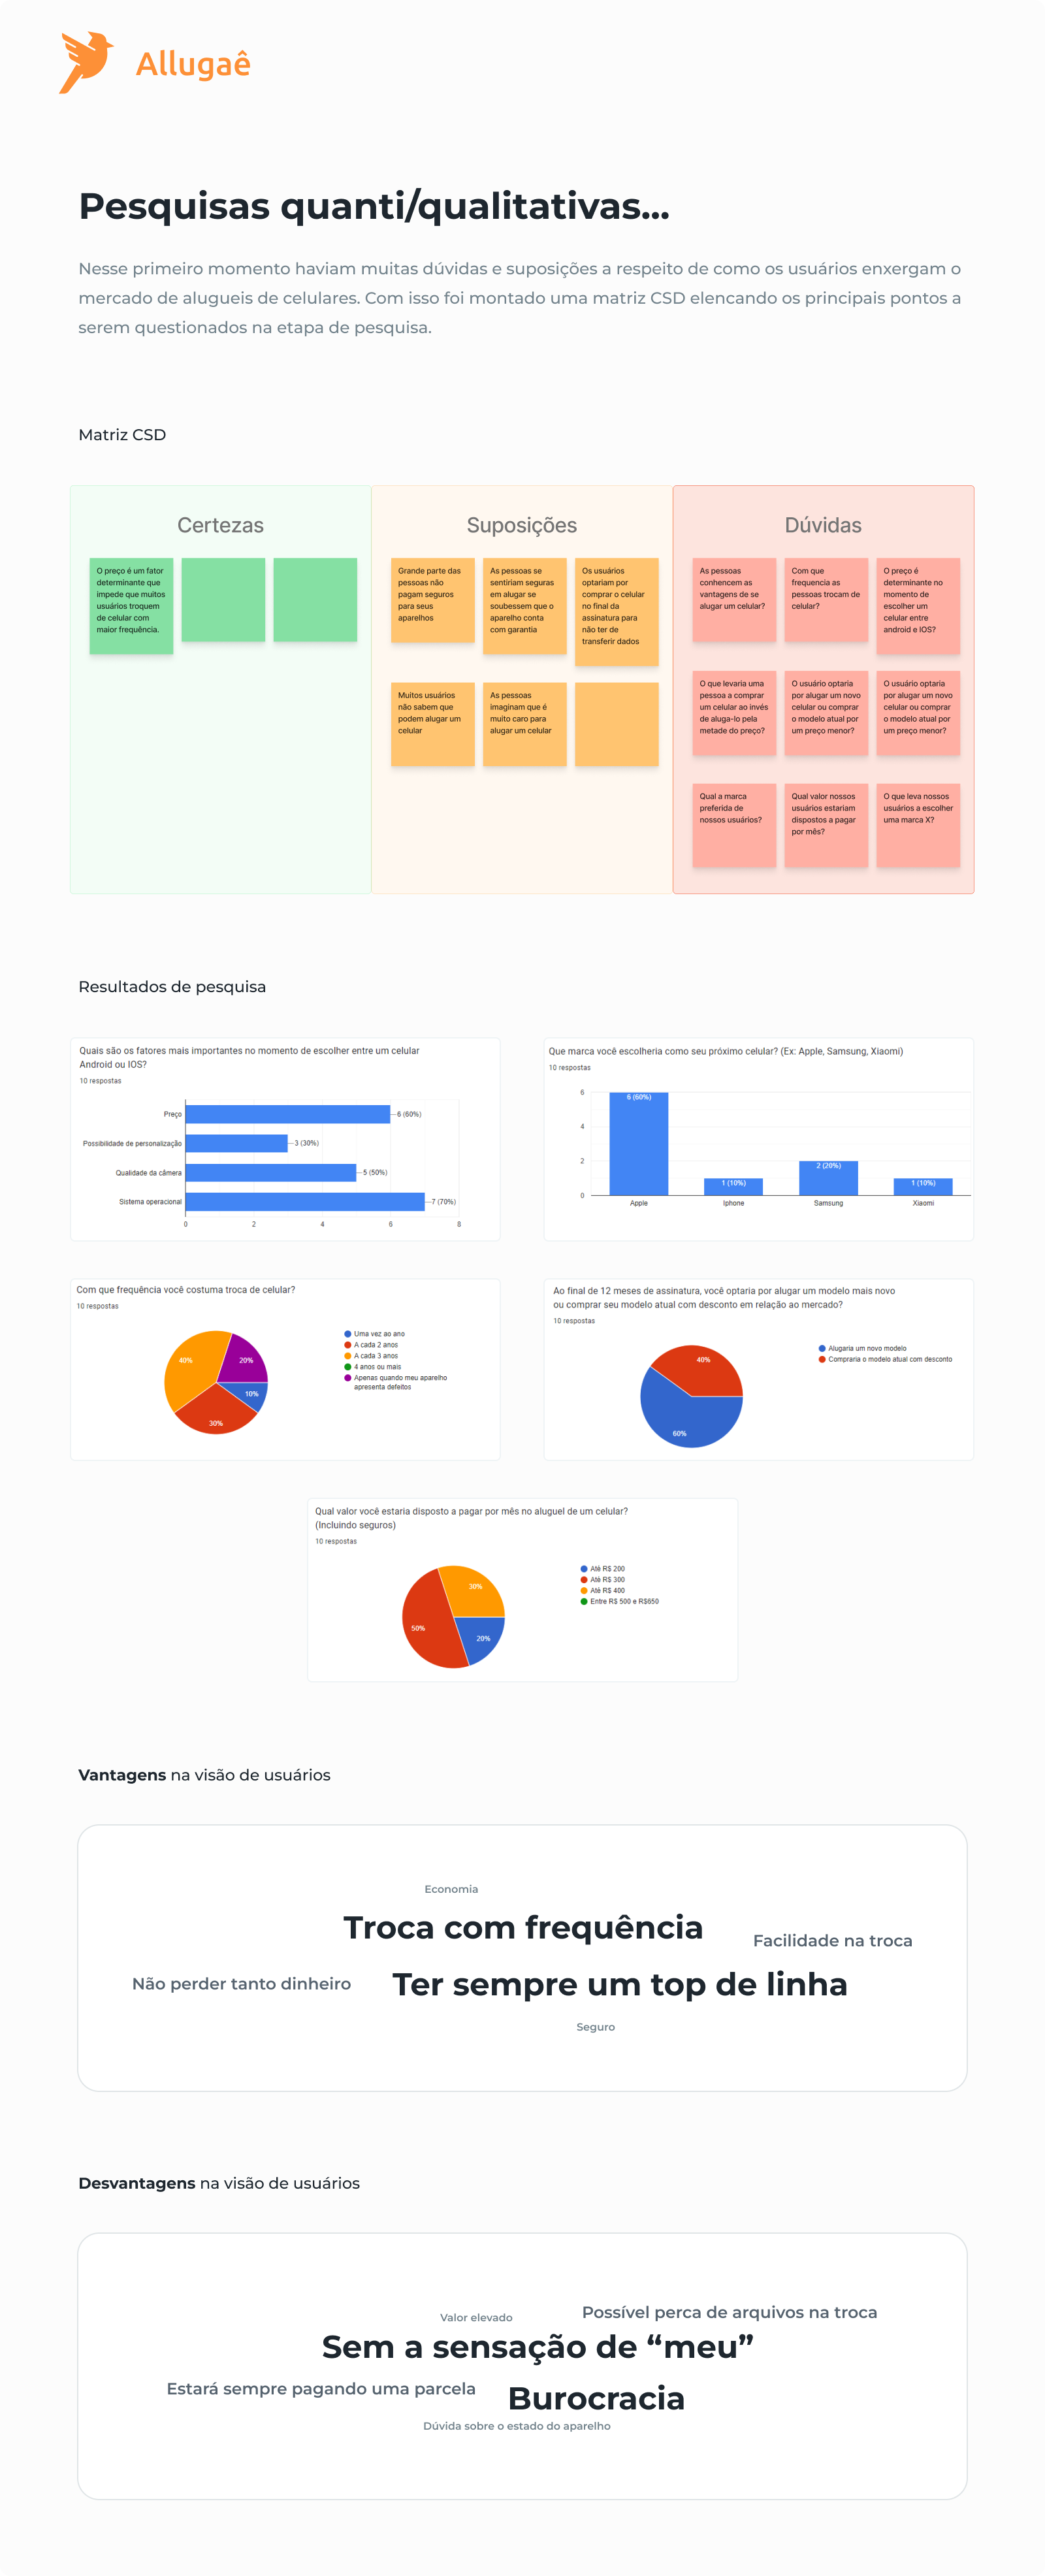 Allugaê
Pesquisas quanti/qualitativas...
Nesse primeiro momento haviam muitas dúvidas e suposições a respeito de como os usuários enxergam o
mercado de alugueis de celulares. Com isso foi montado uma matriz CSD elencando os principais pontos a
serem questionados na etapa de pesquisa.
Matriz CSD
Certezas
O preço é um fator
determinante que
impede que muitos
usuários troquem
de celular com
maior frequência.
Suposições
Grande parte das
pessoas não
pagam seguros
para seus
aparelhos
As pessoas se
sentiriam seguras
em alugar se
soubessem que o
aparelho conta
com garantia
Os usuários
optariam por
comprar o celular
no final da
assinatura para
não ter de
transferir dados
Muitos usuários
não sabem que
podem alugar um
celular
As pessoas
imaginam que é
muito caro para
alugar um celular
Dúvidas
As pessoas
conhencem as
vantagens de se
alugar um celular?
Com que
frequencia as
pessoas trocam de
celular?
O preço é
determinante no
momento de
escolher um
celular entre
android e IOS?
O que levaria uma
pessoa a comprar
um celular ao invés
de aluga-lo pela
metade do preço?
O usuário optaria
por alugar um novo
celular ou comprar
o modelo atual por
um preço menor?
O usuário optaria
por alugar um novo
celular ou comprar
o modelo atual por
um preço menor?
Qual a marca
preferida de
nossos usuários?
Qual valor nossos
usuários estariam
dispostos a pagar
por mês?
O que leva nossos
usuários a escolher
uma marca X?
Resultados de pesquisa
Quais são os fatores mais importantes no momento de escolher entre um celular
Android ou IOS?
10 respostas
Preço
6 (60%)
Possibilidade de personalização
3 (30%)
Qualidade da câmera
5 (50%)
Sistema operacional
7 (70%)
0 2 4 6 8
Que marca você escolheria como seu próximo celular? (Ex: Apple, Samsung, Xiaomi)
10 respostas
6
4
2
0
6 (60%)
1 (10%)
2 (20%)
1 (10%)
Apple Iphone Samsung Xiaomi
Com que frequência você costuma troca de celular?
10 respostas
40%
20%
10%
30%
Uma vez ao ano
A cada 2 anos
A cada 3 anos
4 anos ou mais
Apenas quando meu aparelho
apresenta defeitos
Ao final de 12 meses de assinatura, você optaria por alugar um modelo mais novo
ou comprar seu modelo atual com desconto em relação ao mercado?
10 respostas
40%
60%
Alugaria um novo modelo
Compraria o modelo atual com desconto
Qual valor você estaria disposto a pagar por mês no aluguel de um celular?
(Incluindo seguros)
10 respostas
30%
50%
20%
Até R$ 200
Até R$ 300
Até R$ 400
Entre R$ 500 e R$650
Vantagens na visão de usuários
Economia
Troca com frequência
Facilidade na troca
Não perder tanto dinheiro
Ter sempre um top de linha
Seguro
Desvantagens na visão de usuários
Valor elevado
Possível perca de arquivos na troca
Sem a sensação de “meu”
Estará sempre pagando uma parcela
Burocracia
Dúvida sobre o estado do aparelho